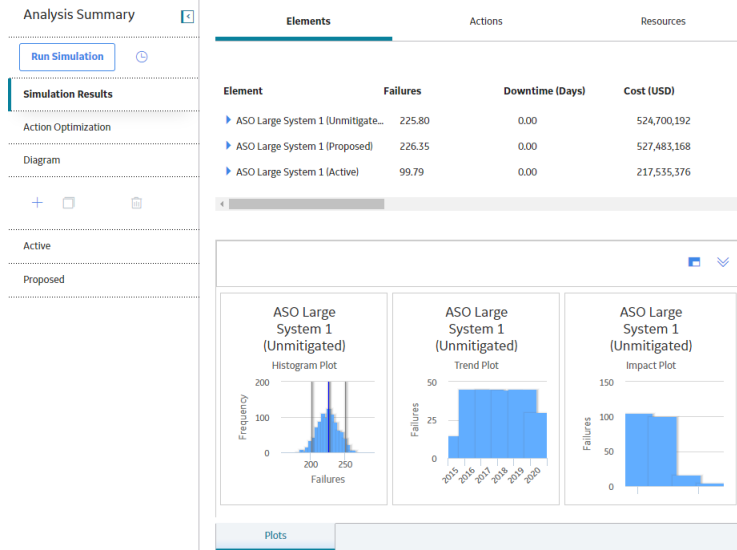 Analysis Summary
Run Simulation
Simulation Results
Action Optimization
Diagram
Active
Proposed
Elements Actions Resources
Element Failures Downtime (Days) Cost (USD)
ASO Large System 1 (Unmitigate... 225.80 0.00 524,700,192
ASO Large System 1 (Proposed) 226.35 0.00 527,483,168
ASO Large System 1 (Active) 99.79 0.00 217,535,376
ASO Large
System 1
(Unmitigated)
Histogram Plot
Frequency
200
100
0
200 250
Failures
ASO Large
System 1
(Unmitigated)
Trend Plot
Failures
50
25
0
2015 2016 2017 2018 2019 2020
ASO Large
System 1
(Unmitigated)
Impact Plot
Failures
150
100
50
0
Plots